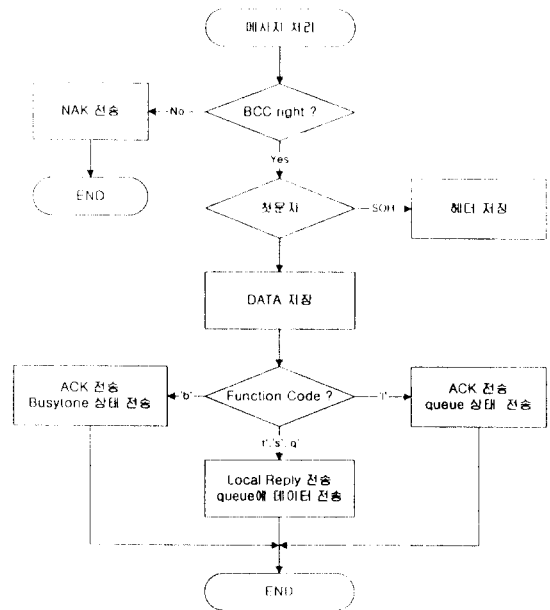 메시지 처리
BCC right ?
No
NAK 전송
END
Yes
첫문자
SOH
헤더 저장
DATA 저장
Function Code ?
'b'
ACK 전송
Busytone 상태 전송
ACK 전송
queue 상태 전송
Local Reply 전송
queue에 데이터 전송
END